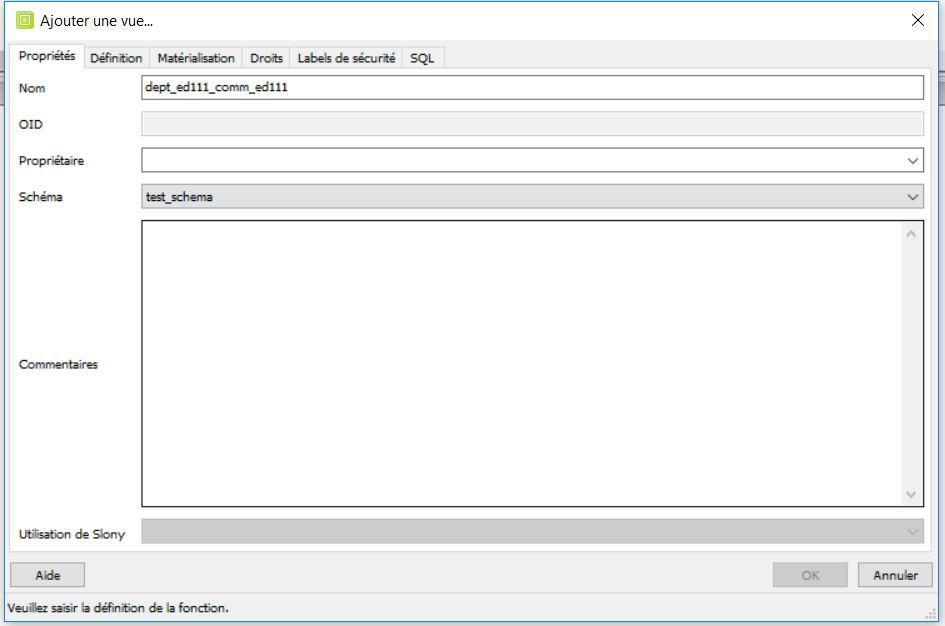 Ajouter une vue...
Propriétés Définition Matérialisation Droits Labels de sécurité SQL
Nom dept_ed111_comm_ed111
OID
Propriétaire
Schéma test_schema
Commentaires
Utilisation de Slony
Aide OK Annuler
Veuillez saisir la définition de la fonction.